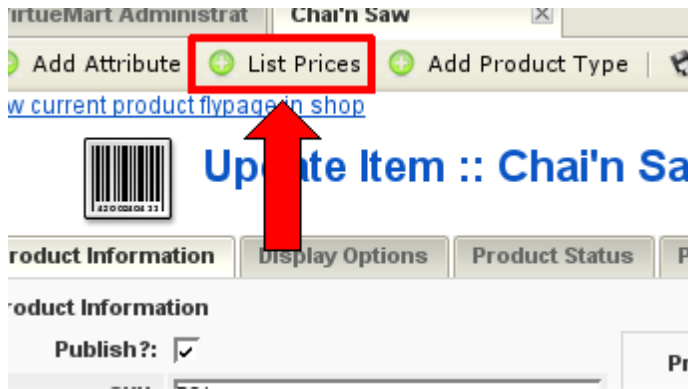 VirtueMart Administrat Chai'n Saw
Add Attribute List Prices Add Product Type
w current product flypage in shop
Update Item :: Chai'n Sa
roduct Information Display Options Product Status P
roduct Information
Publish?:
Pr